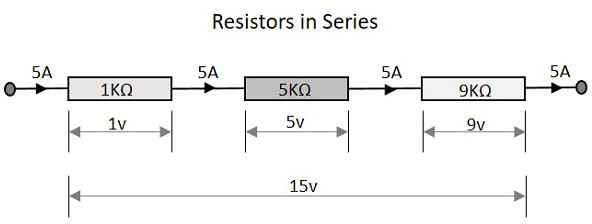 Resistors in Series
5A 5A 5A 5A
1KΩ 5KΩ 9KΩ
1v 5v 9v
15v